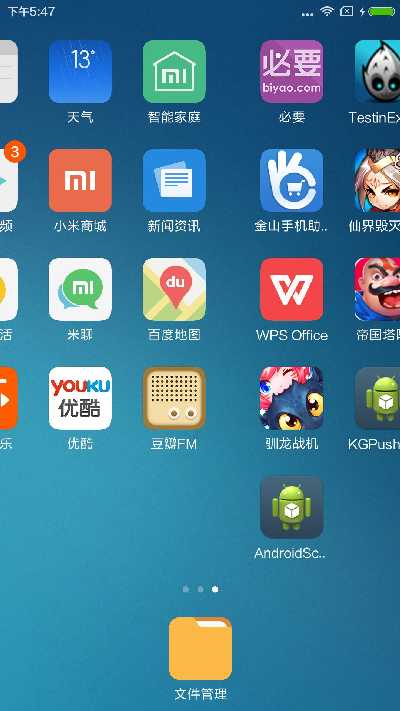 下午5:47
13°
必要
biyao.com
天气
智能家庭
必要
TestinEx
3
频
小米商城
新闻资讯
金山手机助..
仙界毁灭
du
活
米聊
百度地图
WPS Office
帝国塔防
YOUKU
优酷
乐
优酷
豆瓣FM
驯龙战机
KGPush
AndroidSc..
文件管理